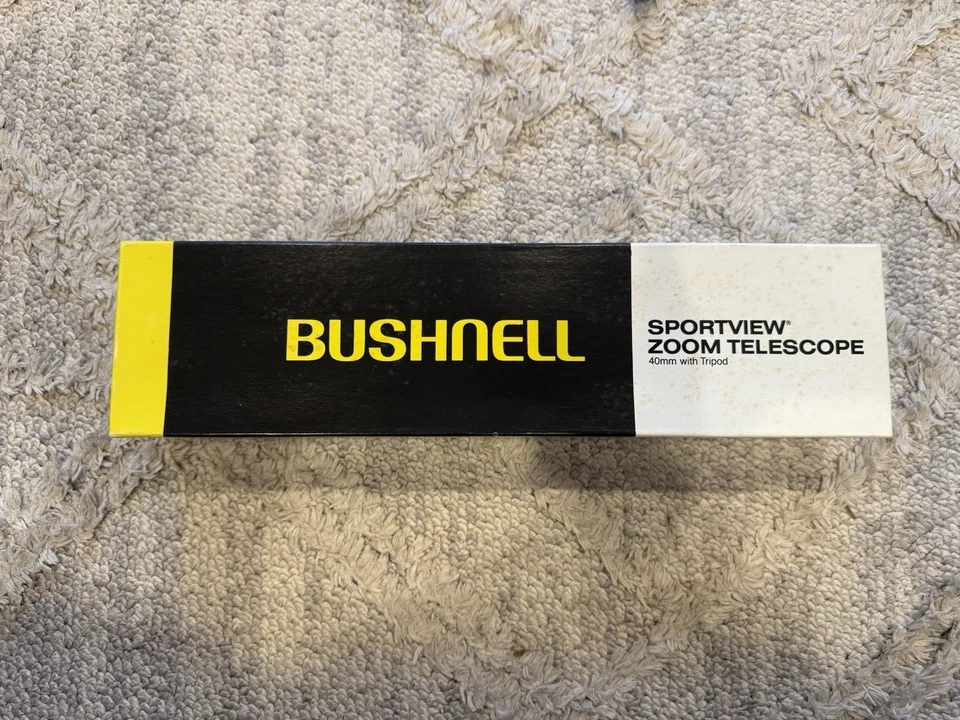 BUSHNELL
SPORTVIEW®
ZOOM TELESCOPE
40mm with Tripod